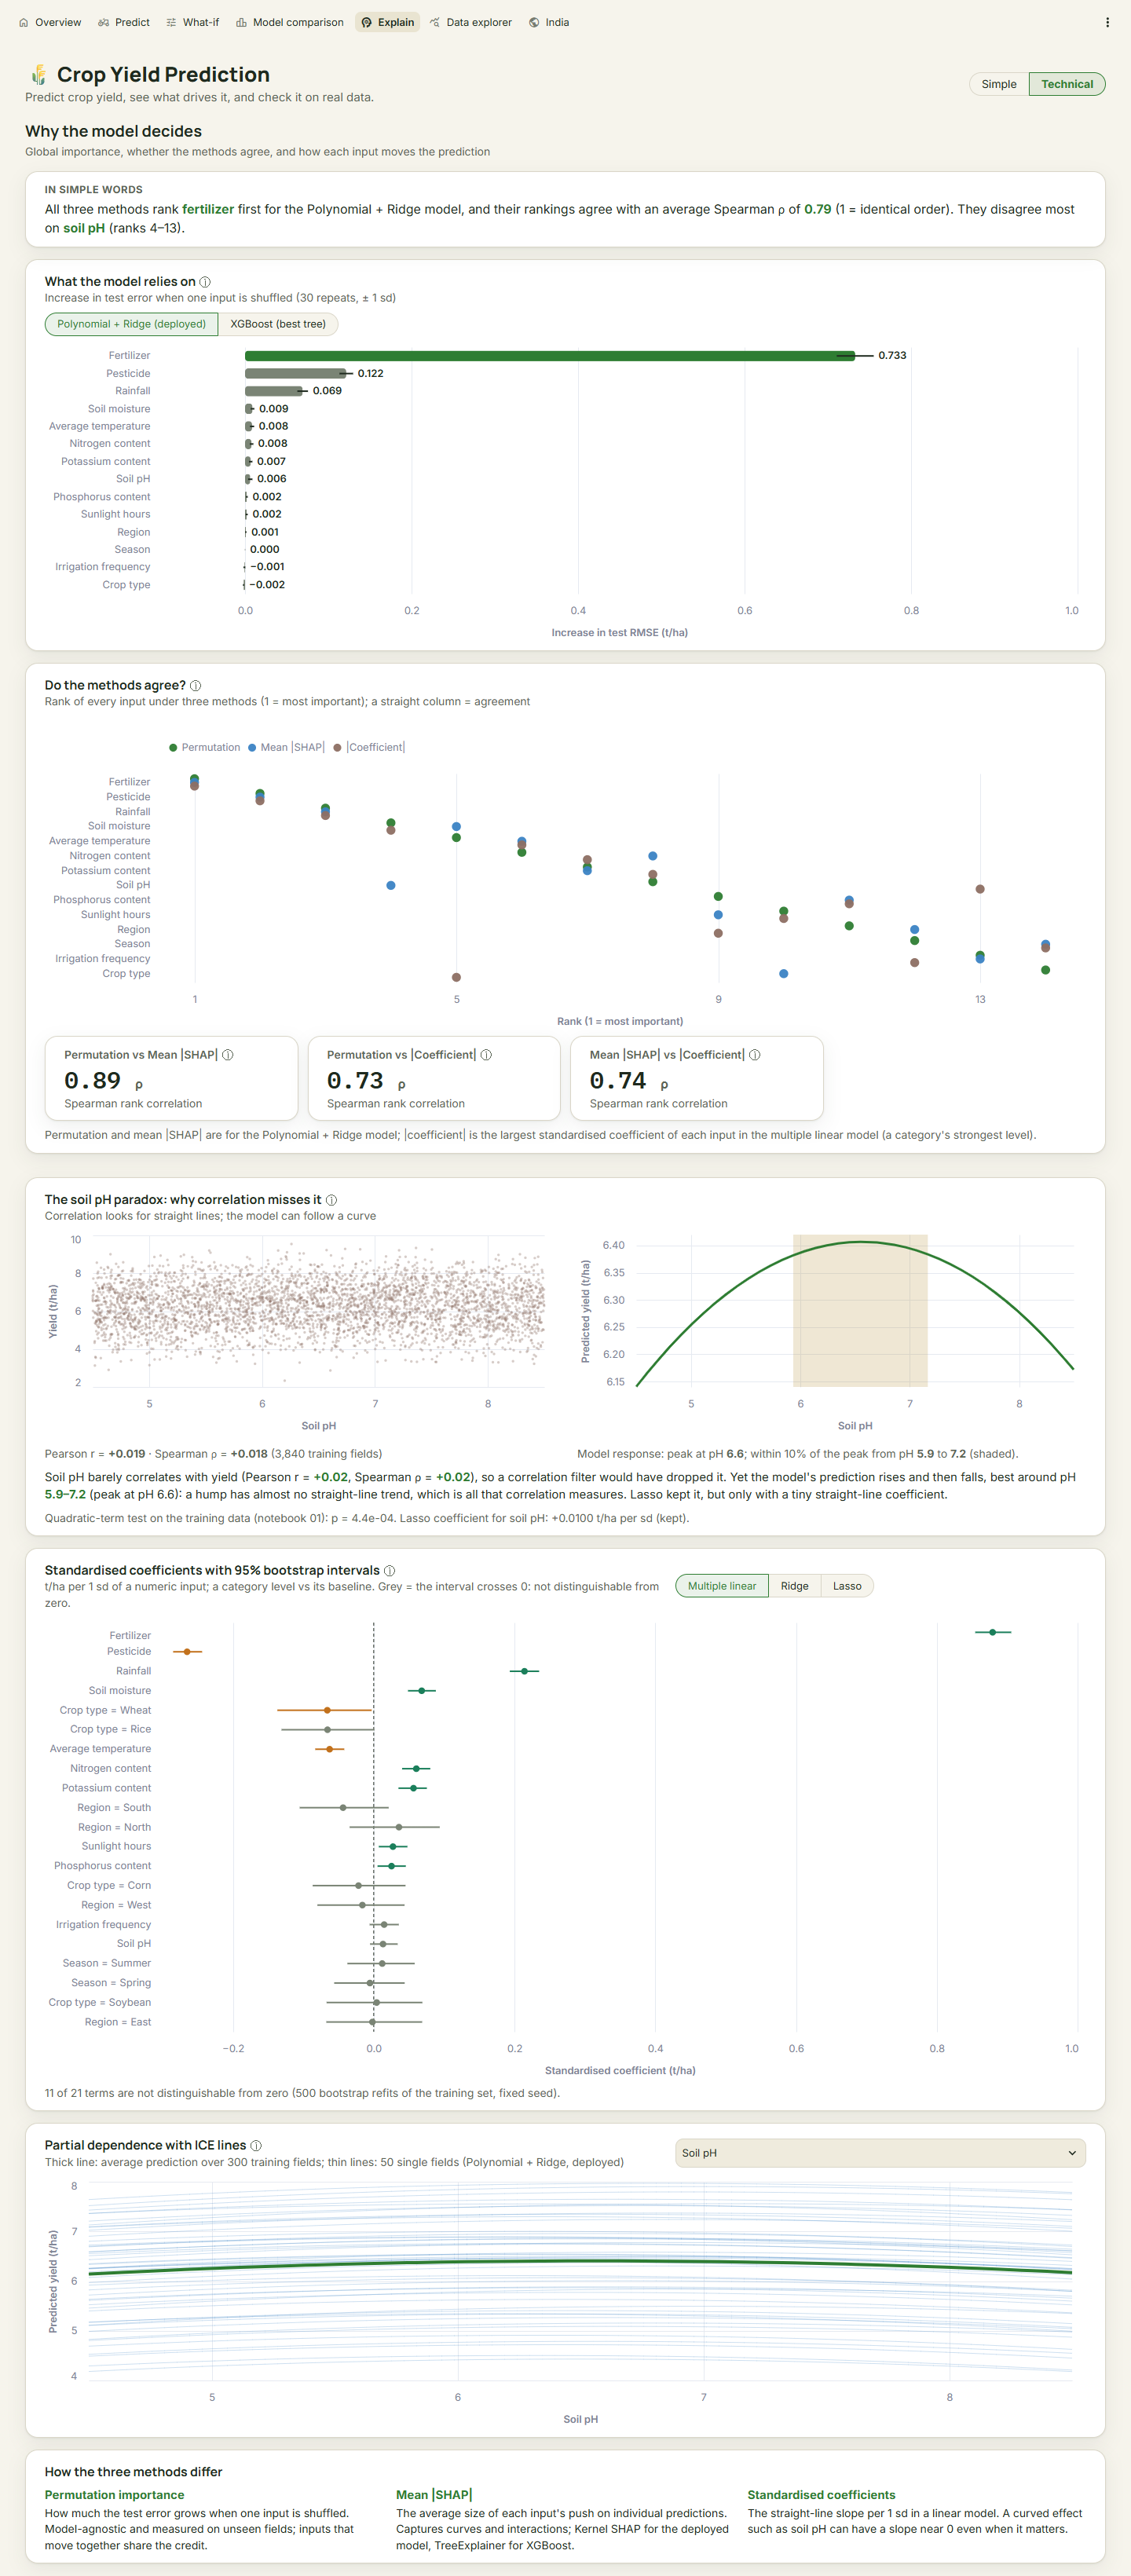 Overview Predict What-if Model comparison Explain Data explorer India
Crop Yield Prediction
Predict crop yield, see what drives it, and check it on real data.
Simple Technical
Why the model decides
Global importance, whether the methods agree, and how each input moves the prediction
IN SIMPLE WORDS
All three methods rank fertilizer first for the Polynomial + Ridge model, and their rankings agree with an average Spearman ρ of 0.79 (1 = identical order). They disagree most
on soil pH (ranks 4–13).
What the model relies on ⓘ
Increase in test error when one input is shuffled (30 repeats, ± 1 sd)
Polynomial + Ridge (deployed) XGBoost (best tree)
Fertilizer 0.733
Pesticide 0.122
Rainfall 0.069
Soil moisture 0.009
Average temperature 0.008
Nitrogen content 0.008
Potassium content 0.007
Soil pH 0.006
Phosphorus content 0.002
Sunlight hours 0.002
Region 0.001
Season 0.000
Irrigation frequency −0.001
Crop type −0.002
0.0 0.2 0.4 0.6 0.8 1.0
Increase in test RMSE (t/ha)
Do the methods agree? ⓘ
Rank of every input under three methods (1 = most important); a straight column = agreement
Permutation Mean |SHAP| |Coefficient|
Fertilizer
Pesticide
Rainfall
Soil moisture
Average temperature
Nitrogen content
Potassium content
Soil pH
Phosphorus content
Sunlight hours
Region
Season
Irrigation frequency
Crop type
1 5 9 13
Rank (1 = most important)
Permutation vs Mean |SHAP| ⓘ
0.89 ρ
Spearman rank correlation
Permutation vs |Coefficient| ⓘ
0.73 ρ
Spearman rank correlation
Mean |SHAP| vs |Coefficient| ⓘ
0.74 ρ
Spearman rank correlation
Permutation and mean |SHAP| are for the Polynomial + Ridge model; |coefficient| is the largest standardised coefficient of each input in the multiple linear model (a category's strongest level).
The soil pH paradox: why correlation misses it ⓘ
Correlation looks for straight lines; the model can follow a curve
Yield (t/ha)
10
8
6
4
2
5 6 7 8
Soil pH
Predicted yield (t/ha)
6.40
6.35
6.30
6.25
6.20
6.15
5 6 7 8
Soil pH
Pearson r = +0.019 · Spearman ρ = +0.018 (3,840 training fields)
Model response: peak at pH 6.6; within 10% of the peak from pH 5.9 to 7.2 (shaded).
Soil pH barely correlates with yield (Pearson r = +0.02, Spearman ρ = +0.02), so a correlation filter would have dropped it. Yet the model's prediction rises and then falls, best around pH
5.9–7.2 (peak at pH 6.6): a hump has almost no straight-line trend, which is all that correlation measures. Lasso kept it, but only with a tiny straight-line coefficient.
Quadratic-term test on the training data (notebook 01): p = 4.4e-04. Lasso coefficient for soil pH: +0.0100 t/ha per sd (kept).
Standardised coefficients with 95% bootstrap intervals ⓘ
t/ha per 1 sd of a numeric input; a category level vs its baseline. Grey = the interval crosses 0: not distinguishable from
zero.
Multiple linear Ridge Lasso
Fertilizer
Pesticide
Rainfall
Soil moisture
Crop type = Wheat
Crop type = Rice
Average temperature
Nitrogen content
Potassium content
Region = South
Region = North
Sunlight hours
Phosphorus content
Crop type = Corn
Region = West
Irrigation frequency
Soil pH
Season = Summer
Season = Spring
Crop type = Soybean
Region = East
−0.2 0.0 0.2 0.4 0.6 0.8 1.0
Standardised coefficient (t/ha)
11 of 21 terms are not distinguishable from zero (500 bootstrap refits of the training set, fixed seed).
Partial dependence with ICE lines ⓘ
Thick line: average prediction over 300 training fields; thin lines: 50 single fields (Polynomial + Ridge, deployed)
Soil pH
Predicted yield (t/ha)
8
7
6
5
4
5 6 7 8
Soil pH
How the three methods differ
Permutation importance
How much the test error grows when one input is shuffled.
Model-agnostic and measured on unseen fields; inputs that
move together share the credit.
Mean |SHAP|
The average size of each input's push on individual predictions.
Captures curves and interactions; Kernel SHAP for the deployed
model, TreeExplainer for XGBoost.
Standardised coefficients
The straight-line slope per 1 sd in a linear model. A curved effect
such as soil pH can have a slope near 0 even when it matters.